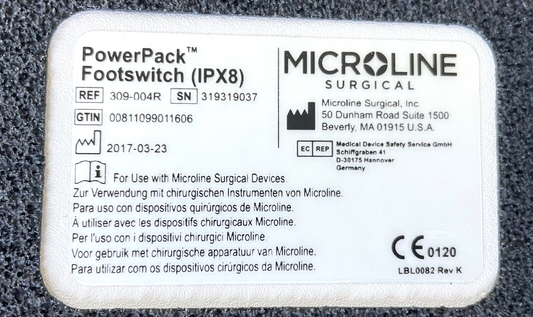 PowerPack™
Footswitch (IPX8)
REF 309-004R SN 319319037
GTIN 00811099011606
2017-03-23
i For Use with Microline Surgical Devices.
Zur Verwendung mit chirurgischen Instrumenten von Microline.
Para uso con dispositivos quirúrgicos de Microline.
À utiliser avec les dispositifs chirurgicaux Microline.
Per l'uso con i dispositivi chirurgici Microline.
Voor gebruik met chirurgische apparatuur van Microline.
Para utilizar com os dispositivos cirúrgicos da Microline.
MICROLINE
SURGICAL
Microline Surgical, Inc
50 Dunham Road Suite 1500
Beverly, MA 01915 U.S.A.
EC REP Medical Device Safety Service GmbH
Schiffgraben 41
D-30175 Hannover
Germany
CE 0120
LBL0082 Rev K